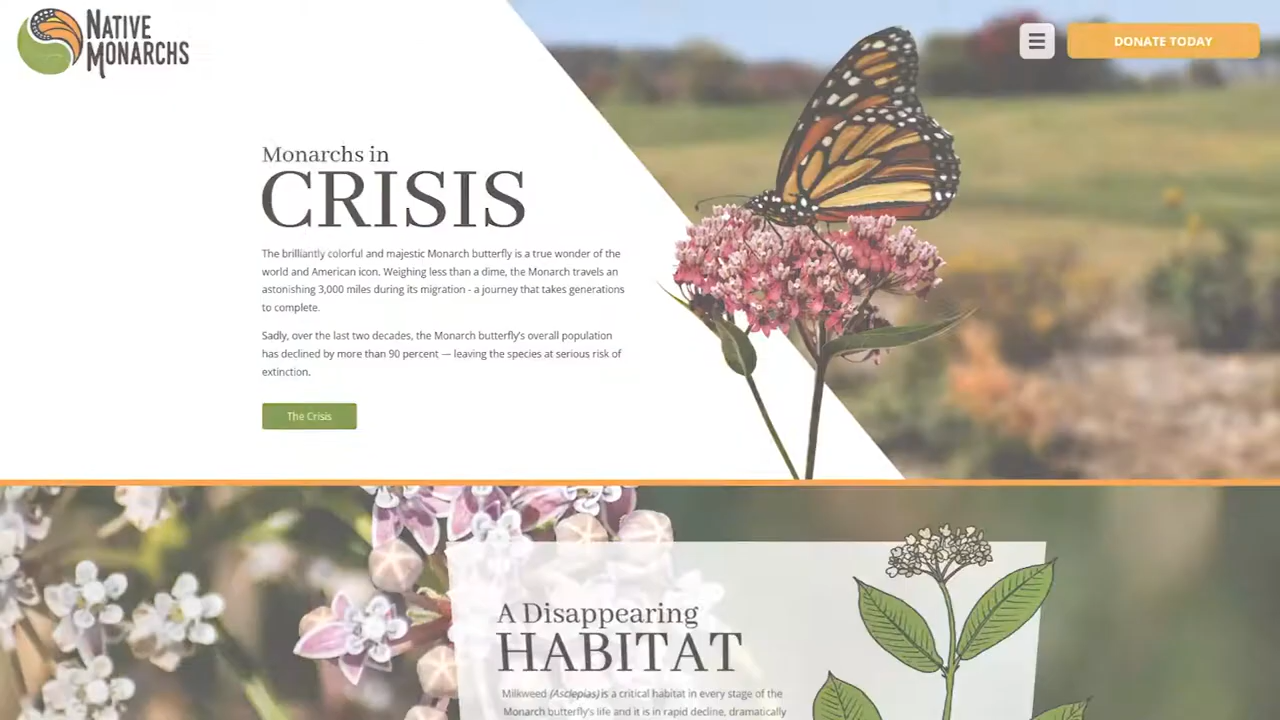 NATIVE
MONARCHS
DONATE TODAY
Monarchs in
CRISIS
The brilliantly colorful and majestic Monarch butterfly is a true wonder of the
world and American icon. Weighing less than a dime, the Monarch travels an
astonishing 3,000 miles during its migration - a journey that takes generations
to complete.
Sadly, over the last two decades, the Monarch butterfly's overall population
has declined by more than 90 percent — leaving the species at serious risk of
extinction.
The Crisis
A Disappearing
HABITAT
Milkweed (Asclepias) is a critical habitat in every stage of the
Monarch butterfly's life and it is in rapid decline, dramatically